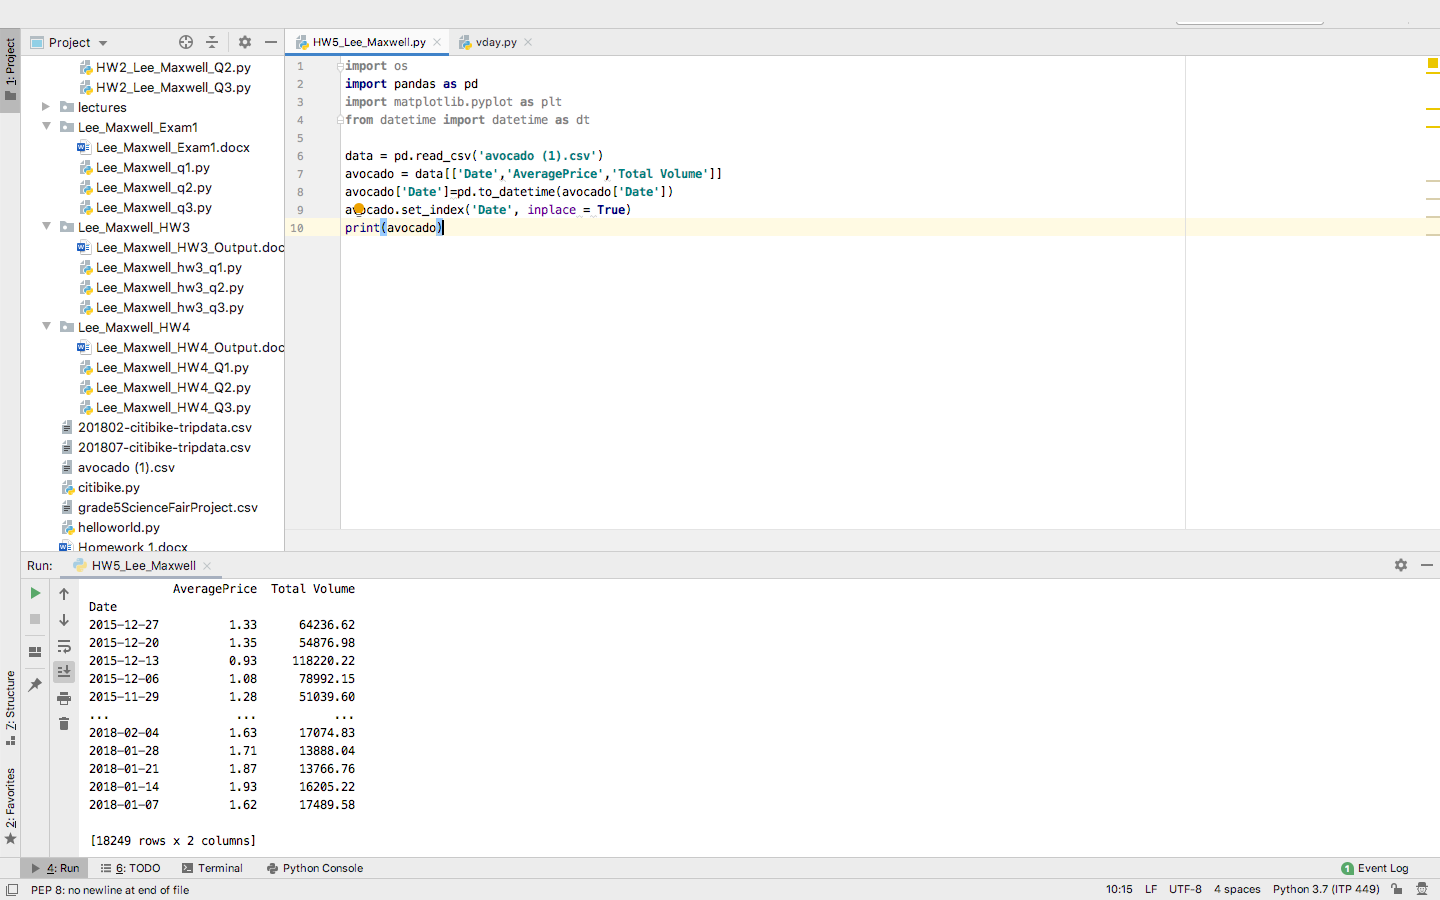 Project
HW5_Lee_Maxwell.py
vday.py
1: Project
HW2_Lee_Maxwell_Q2.py
HW2_Lee_Maxwell_Q3.py
lectures
Lee_Maxwell_Exam1
Lee_Maxwell_Exam1.docx
Lee_Maxwell_q1.py
Lee_Maxwell_q2.py
Lee_Maxwell_q3.py
Lee_Maxwell_HW3
Lee_Maxwell_HW3_Output.doc
Lee_Maxwell_hw3_q1.py
Lee_Maxwell_hw3_q2.py
Lee_Maxwell_hw3_q3.py
Lee_Maxwell_HW4
Lee_Maxwell_HW4_Output.doc
Lee_Maxwell_HW4_Q1.py
Lee_Maxwell_HW4_Q2.py
Lee_Maxwell_HW4_Q3.py
201802-citibike-tripdata.csv
201807-citibike-tripdata.csv
avocado (1).csv
citibike.py
grade5ScienceFairProject.csv
helloworld.py
Homework 1.docx
1 import os
2 import pandas as pd
3 import matplotlib.pyplot as plt
4 from datetime import datetime as dt
5
6 data = pd.read_csv('avocado (1).csv')
7 avocado = data[['Date','AveragePrice','Total Volume']]
8 avocado['Date']=pd.to_datetime(avocado['Date'])
9 avocado.set_index('Date', inplace = True)
10 print(avocado)
Run: HW5_Lee_Maxwell
AveragePrice Total Volume
Date
2015-12-27 1.33 64236.62
2015-12-20 1.35 54876.98
2015-12-13 0.93 118220.22
2015-12-06 1.08 78992.15
2015-11-29 1.28 51039.60
... ... ...
2018-02-04 1.63 17074.83
2018-01-28 1.71 13888.04
2018-01-21 1.87 13766.76
2018-01-14 1.93 16205.22
2018-01-07 1.62 17489.58
[18249 rows x 2 columns]
7: Structure
2: Favorites
4: Run 6: TODO Terminal Python Console 1 Event Log
PEP 8: no newline at end of file 10:15 LF UTF-8 4 spaces Python 3.7 (ITP 449)